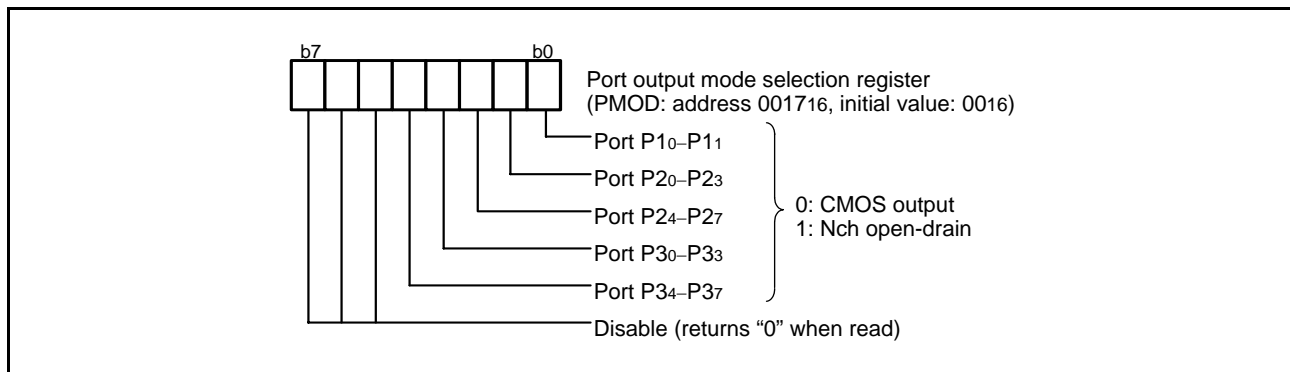 b7 b0
Port output mode selection register
(PMOD: address 001716, initial value: 0016)
Port P10–P11
Port P20–P23
Port P24–P27
Port P30–P33
Port P34–P37
0: CMOS output
1: Nch open-drain
Disable (returns “0” when read)